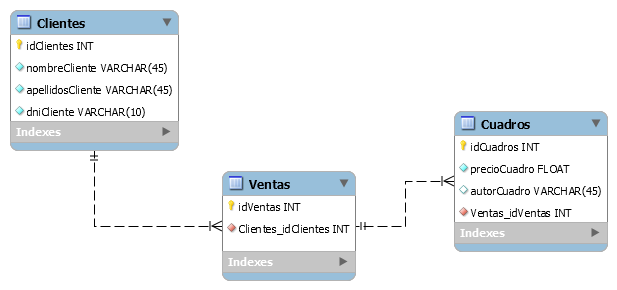 Clientes
idClientes INT
nombreCliente VARCHAR(45)
apellidosCliente VARCHAR(45)
dniCliente VARCHAR(10)
Indexes
Ventas
idVentas INT
Clientes_idClientes INT
Indexes
Cuadros
idCuadros INT
precioCuadro FLOAT
autorCuadro VARCHAR(45)
Ventas_idVentas INT
Indexes